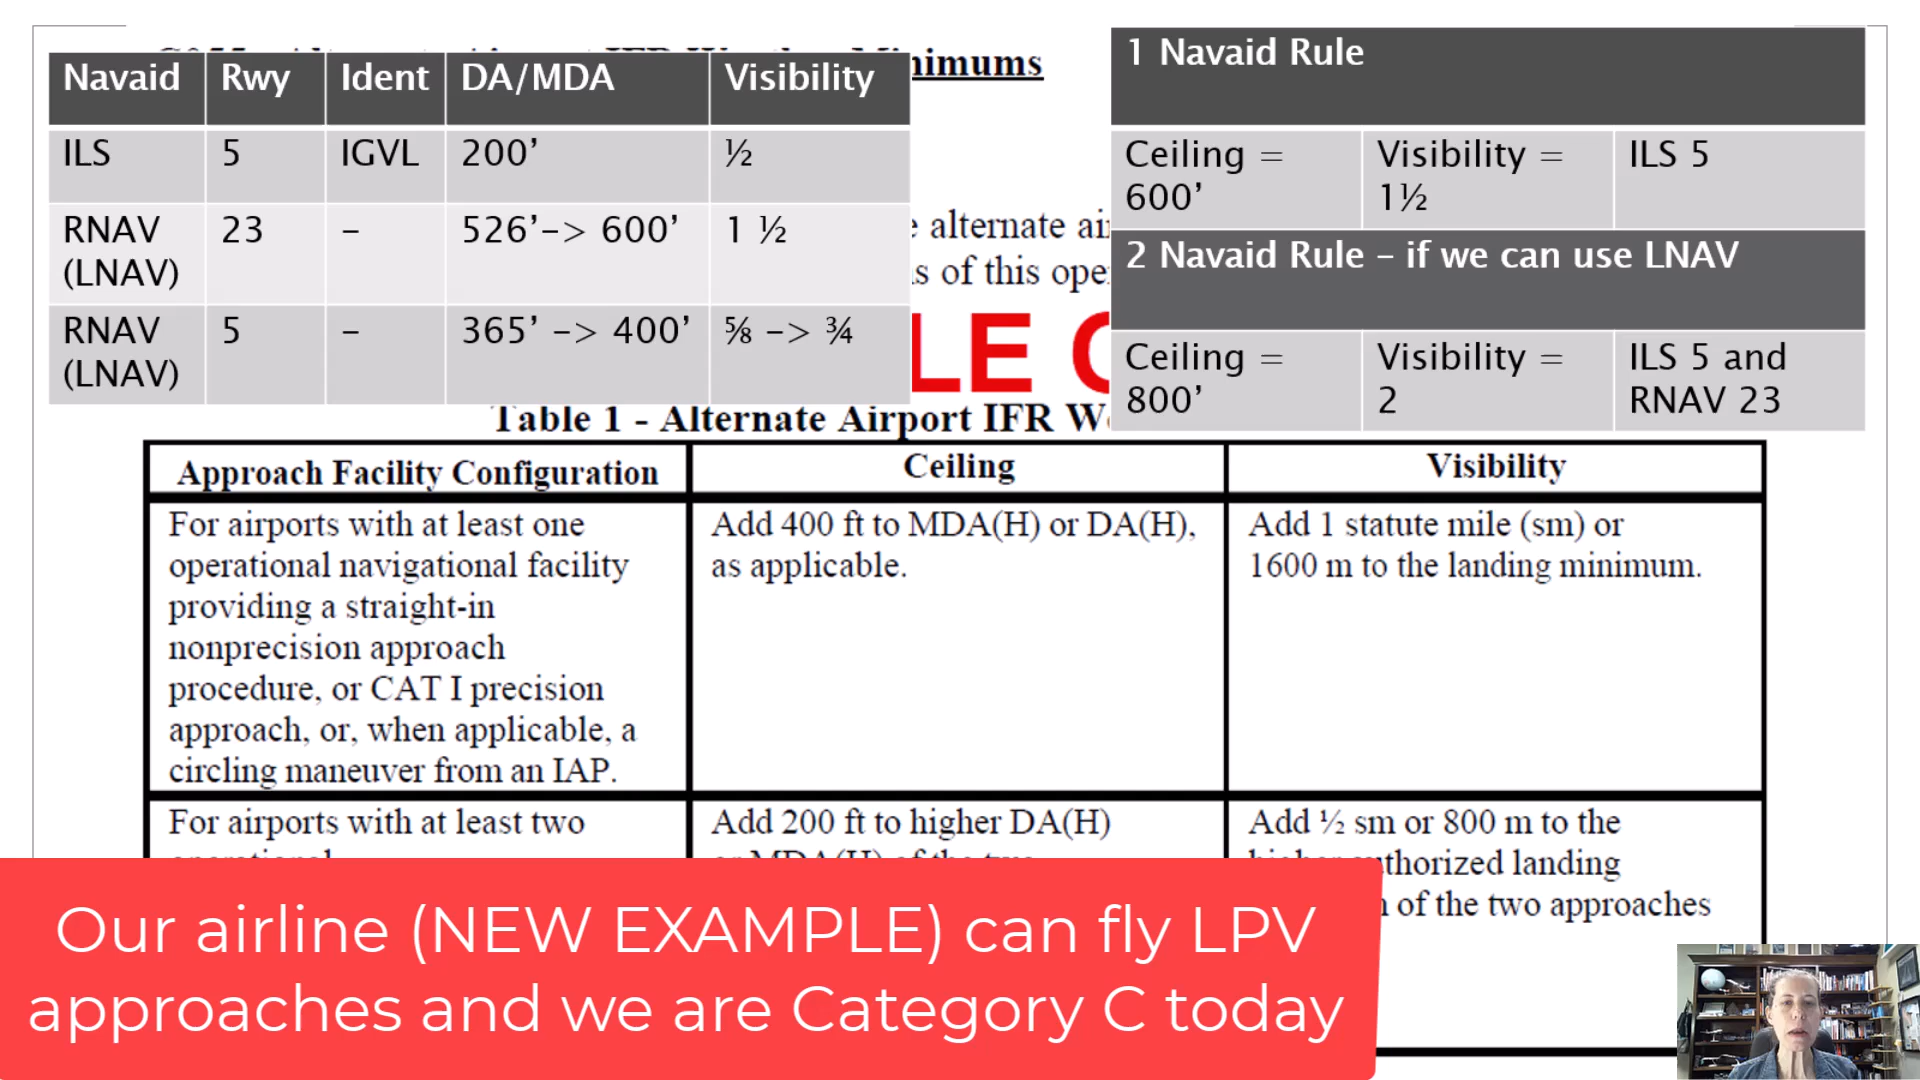 nimums
Navaid Rwy Ident DA/MDA Visibility
ILS 5 IGVL 200’ ½
RNAV (LNAV) 23 – 526’-> 600’ 1 ½
RNAV (LNAV) 5 – 365’ -> 400’ ⅝ -> ¾
1 Navaid Rule
Ceiling = 600’ Visibility = 1½ ILS 5
2 Navaid Rule – if we can use LNAV
Ceiling = 800’ Visibility = 2 ILS 5 and RNAV 23
alternate
of this
LE
Table 1 - Alternate Airport IFR
Approach Facility Configuration
Ceiling
Visibility
For airports with at least one
operational navigational facility
providing a straight-in
nonprecision approach
procedure, or CAT I precision
approach, or, when applicable, a
circling maneuver from an IAP.
Add 400 ft to MDA(H) or DA(H),
as applicable.
Add 1 statute mile (sm) or
1600 m to the landing minimum.
For airports with at least two
Add 200 ft to higher DA(H)
Add ½ sm or 800 m to the
landing
of the two approaches
Our airline (NEW EXAMPLE) can fly LPV
approaches and we are Category C today